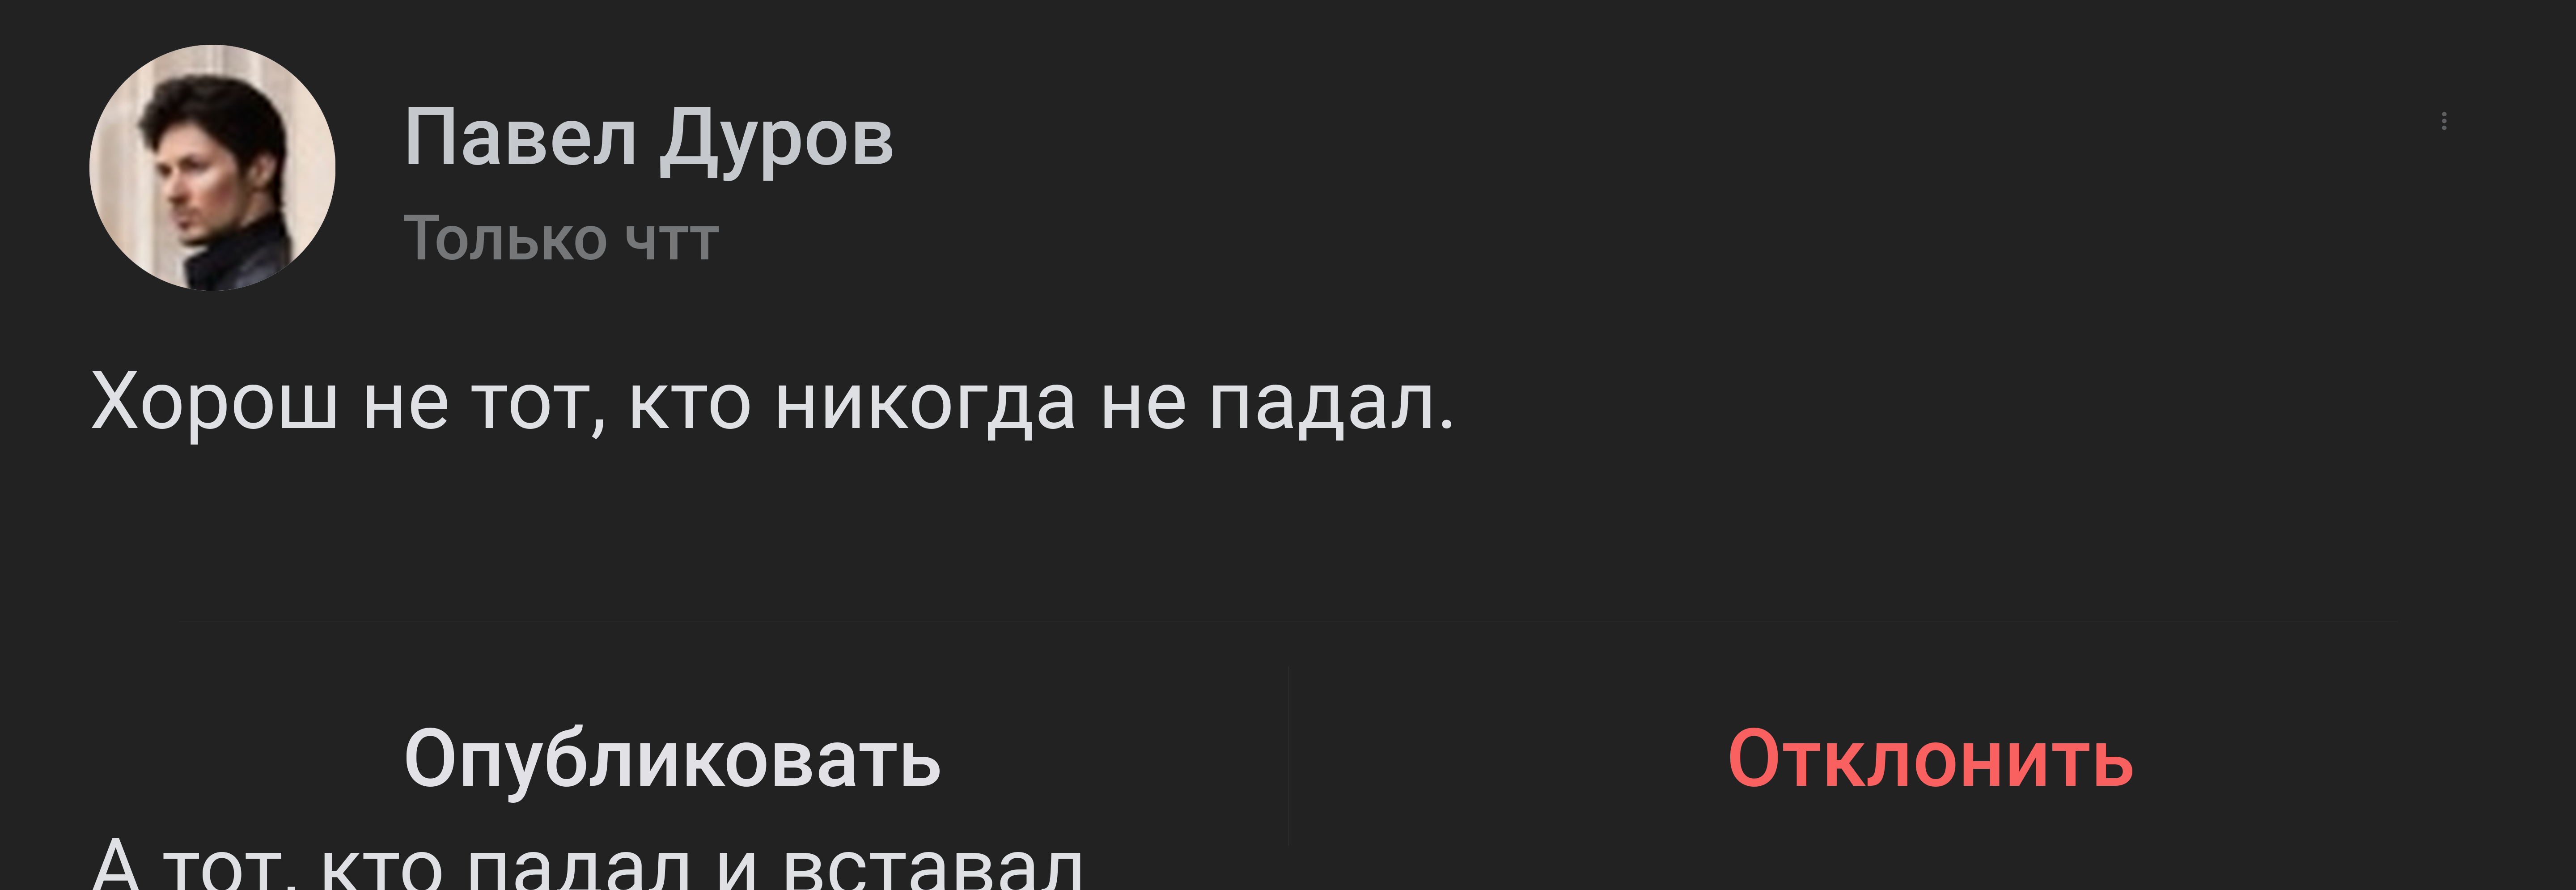 Павел Дуров
Только чтт
Хорош не тот, кто никогда не падал.
Опубликовать
Отклонить
А тот, кто падал и вставал